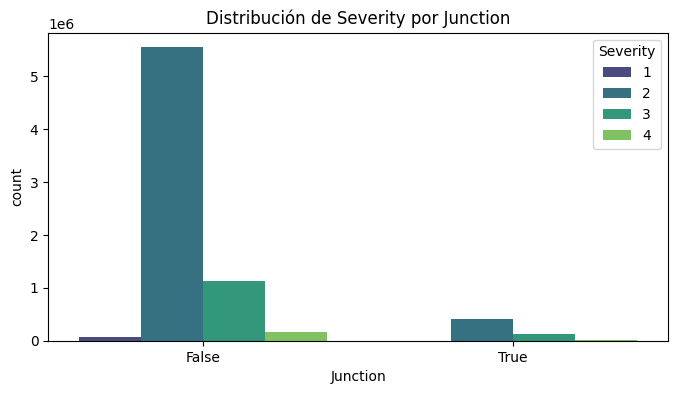 Distribución de Severity por Junction
1e6
Severity
1
2
3
4
5
4
3
2
1
0
count
False
True
Junction